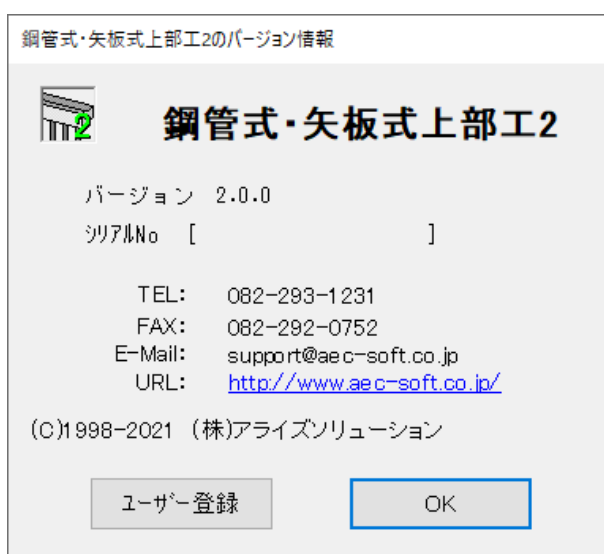 鋼管式･矢板式上部工2のバージョン情報
2
鋼管式･矢板式上部工2
バージョン 2.0.0
ｼﾘｱﾙNo [ ]
TEL: 082-293-1231
FAX: 082-292-0752
E-Mail: support@aec-soft.co.jp
URL: http://www.aec-soft.co.jp/
(C)1998-2021 (株)アライズソリューション
ﾕｰｻﾞｰ登録
OK